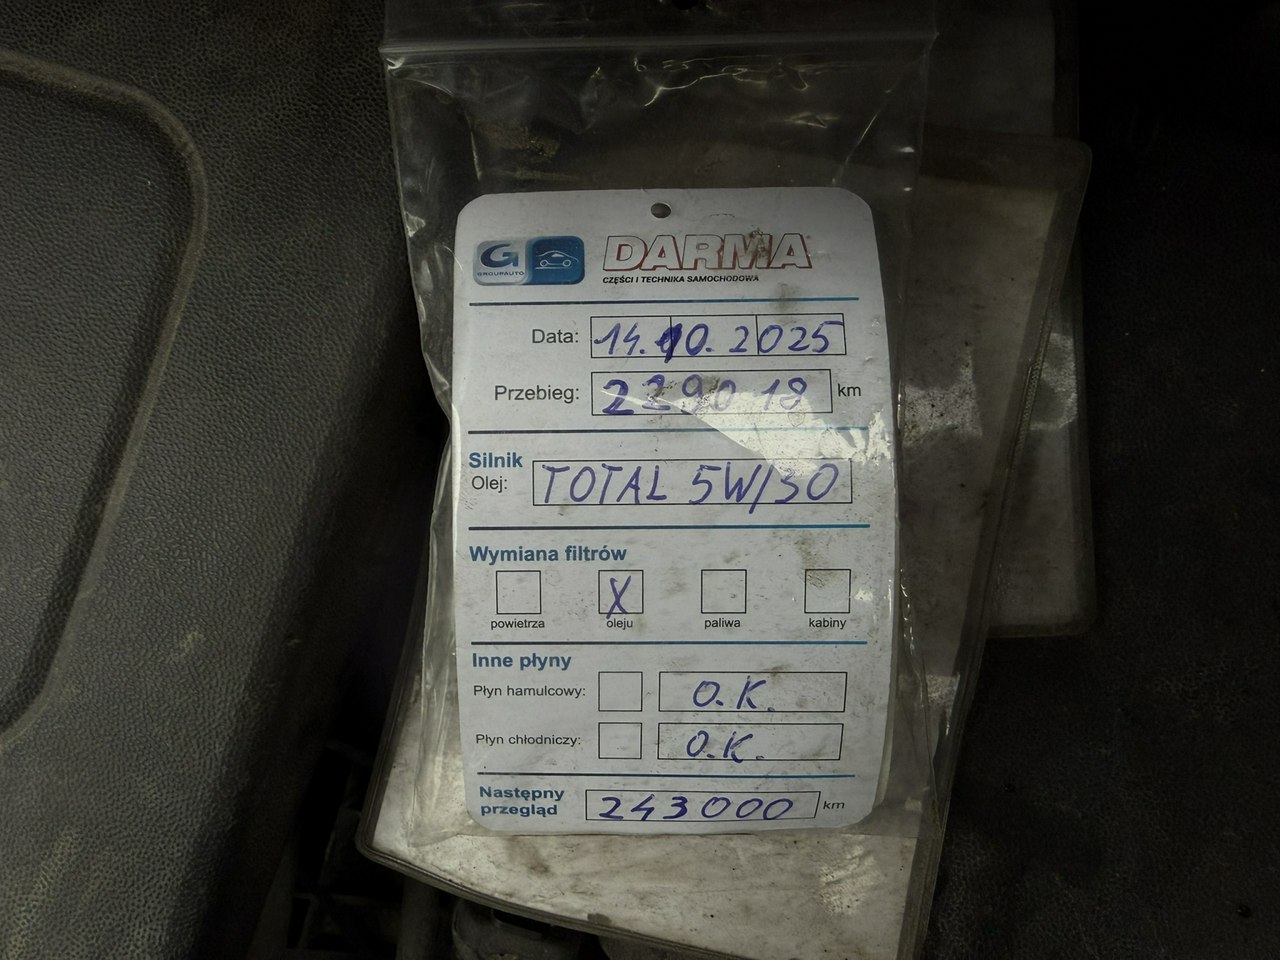 G
GROUPAUTO
DARMA
CZĘŚCI I TECHNIKA SAMOCHODOWA
Data: 14.10.2025
Przebieg: 229018 km
Silnik
Olej: TOTAL 5W/30
Wymiana filtrów
X
powietrza oleju paliwa kabiny
Inne płyny
Płyn hamulcowy: O.K.
Płyn chłodniczy: O.K.
Następny
przegląd 243000 km